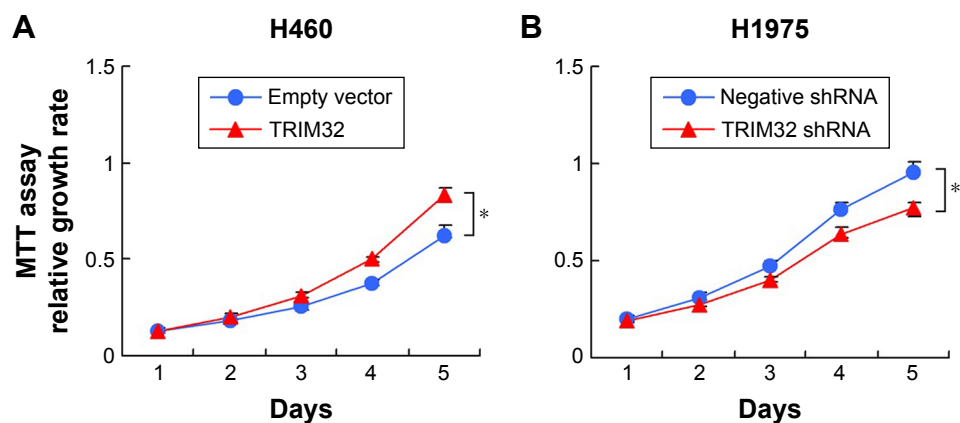 A
H460
1.5
1
0.5
0
MTT assay
relative growth rate
Empty vector
TRIM32
*
1 2 3 4 5
Days
B
H1975
1.5
1
0.5
0
Negative shRNA
TRIM32 shRNA
*
1 2 3 4 5
Days